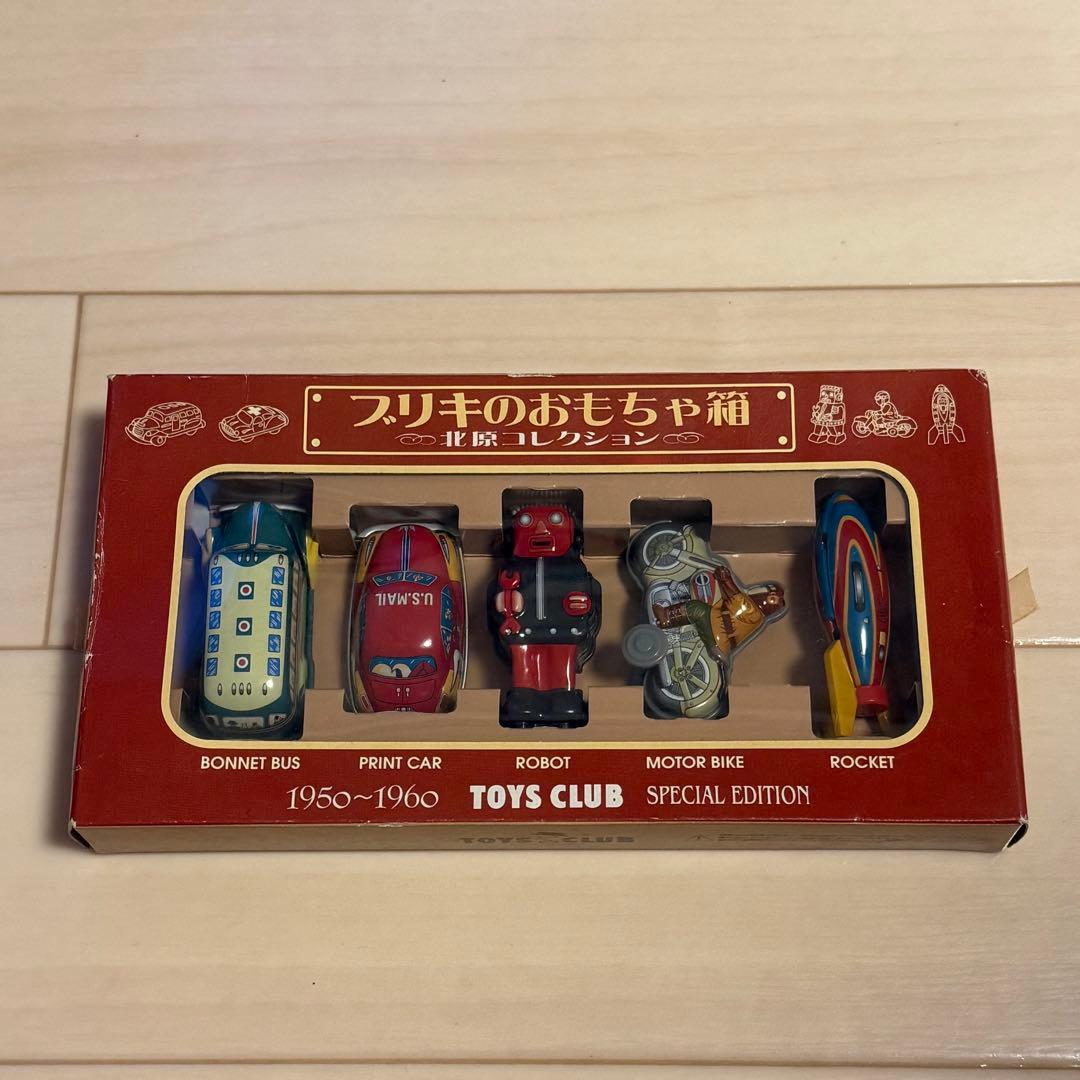 ブリキのおもちゃ箱
北原コレクション
U.S.MAIL
BONNET BUS
PRINT CAR
ROBOT
MOTOR BIKE
ROCKET
1950~1960 TOYS CLUB SPECIAL EDITION
TOYS CLUB